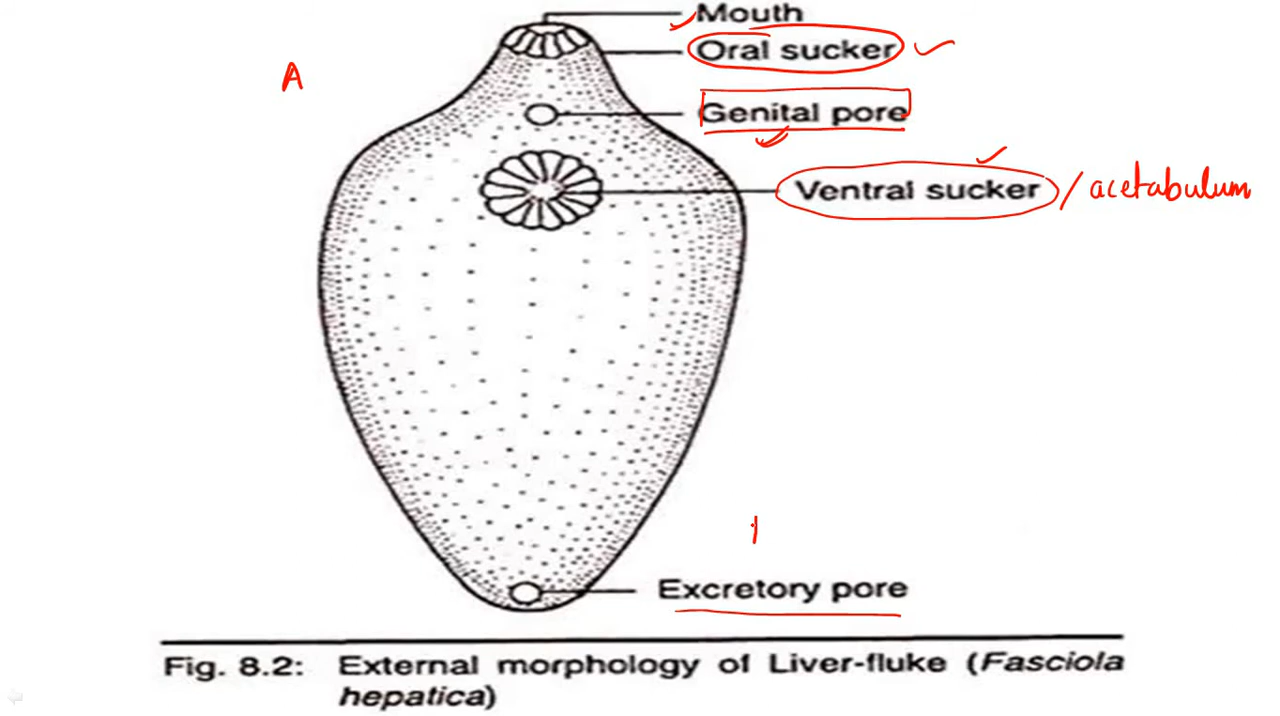 Mouth
Oral sucker
A
Genital pore
Ventral sucker / acetabulum
Excretory pore
Fig. 8.2: External morphology of Liver-fluke (Fasciola
hepatica)